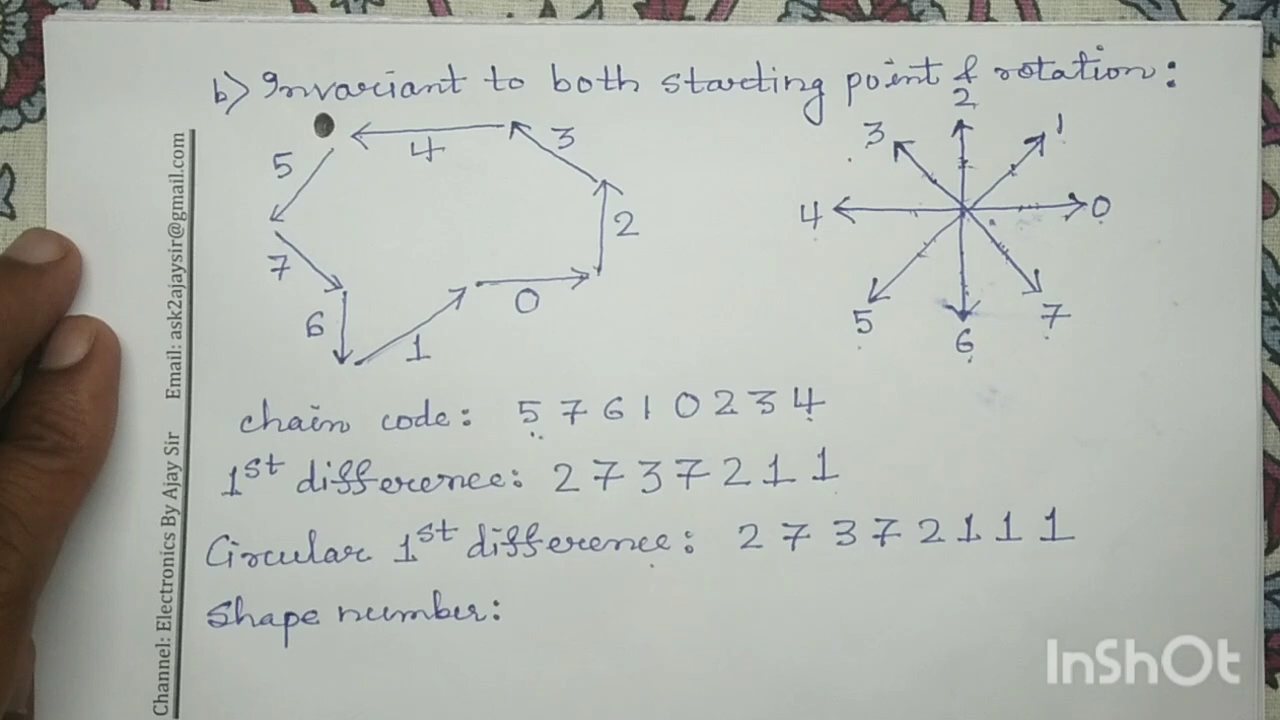 b) Invariant to both starting point & rotation:
5
4
3
2
7
6
1
0
3
2
1
4
0
5
6
7
chain code: 5 7 6 1 0 2 3 4
1st difference: 2 7 3 7 2 1 1
Circular 1st difference: 2 7 3 7 2 1 1 1
Shape number:
Channel: Electronics By Ajay Sir Email: ask2ajaysir@gmail.com
InShOt